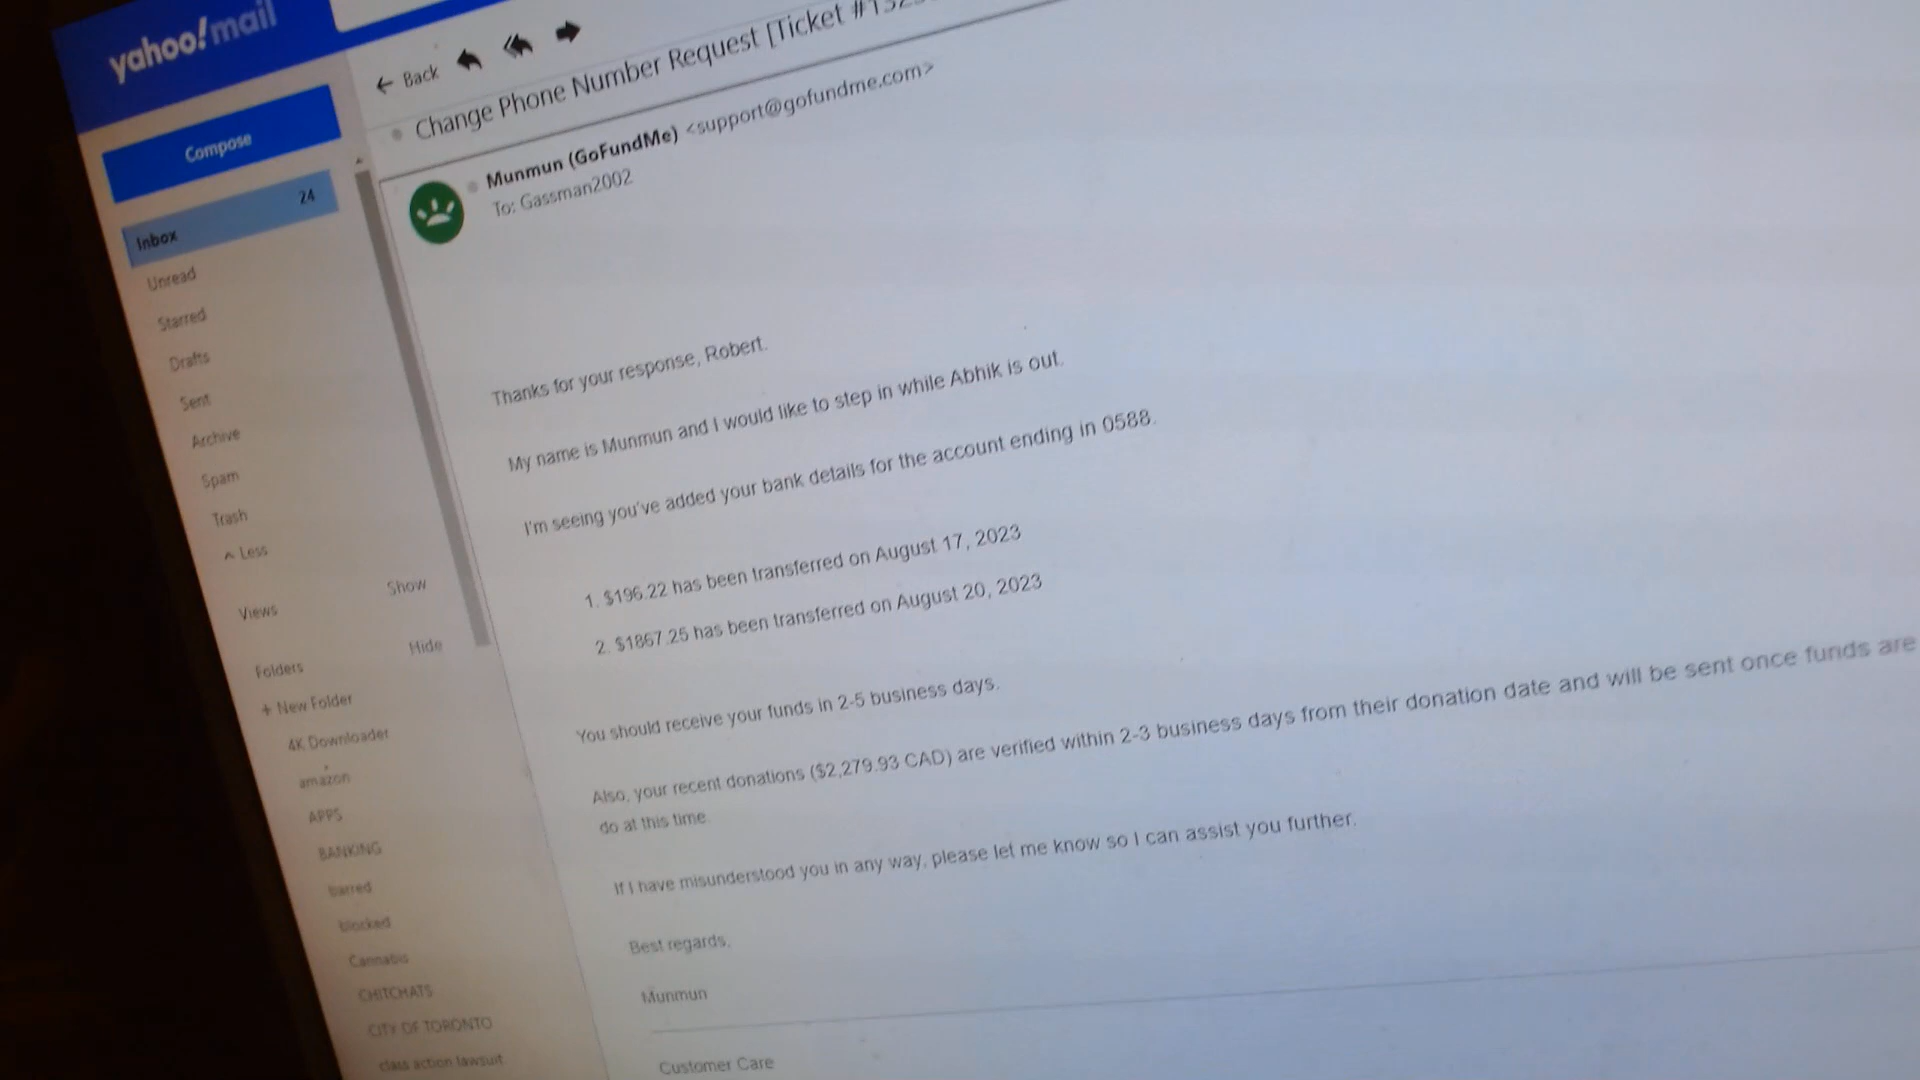 yahoo!mail
Compose
Inbox 24
Unread
Starred
Drafts
Sent
Archive
Spam
Trash
Less
Views Show
Folders Hide
+ New Folder
4K Downloader
amazon
APPS
BANKING
barred
blocked
Cannabis
CHITCHATS
CITY OF TORONTO
class action lawsuit
← Back
Change Phone Number Request [Ticket
Munmun (GoFundMe) <support@gofundme.com>
To: Gassman2002
Thanks for your response, Robert.
My name is Munmun and I would like to step in while Abhik is out.
I'm seeing you've added your bank details for the account ending in 0588.
1. $196.22 has been transferred on August 17, 2023
2. $1867.25 has been transferred on August 20, 2023
You should receive your funds in 2-5 business days.
Also, your recent donations ($2,279.93 CAD) are verified within 2-3 business days from their donation date and will be sent once funds are
do at this time.
If I have misunderstood you in any way, please let me know so I can assist you further.
Best regards,
Munmun
Customer Care